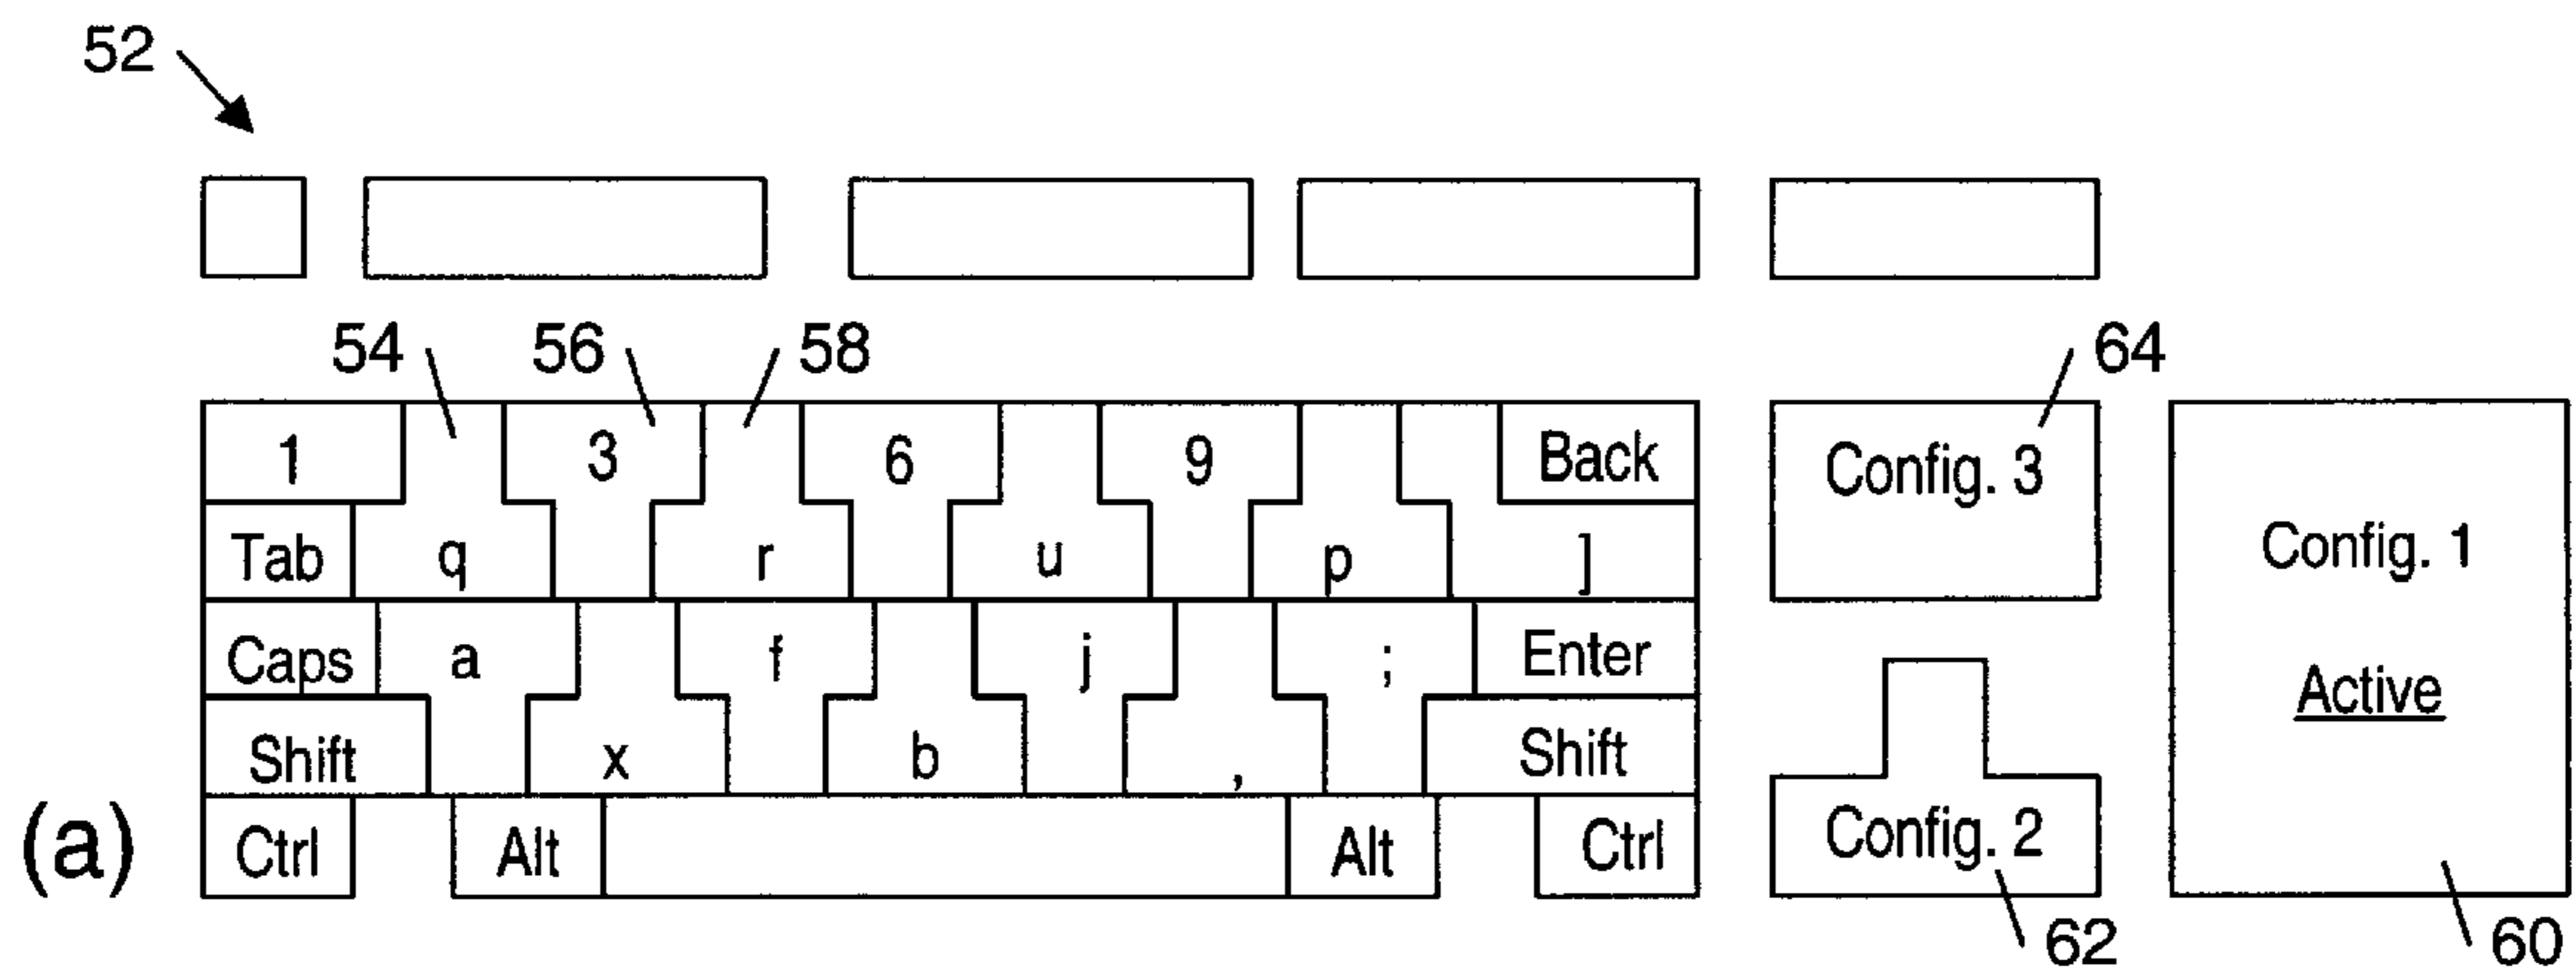 52
54 56 58 64
1 3 6 9 Back Config. 3
Tab q r u p ] Config. 1
Caps a f j ; Enter Active
Shift x b , Shift
(a) Ctrl Alt Alt Ctrl Config. 2
62 60